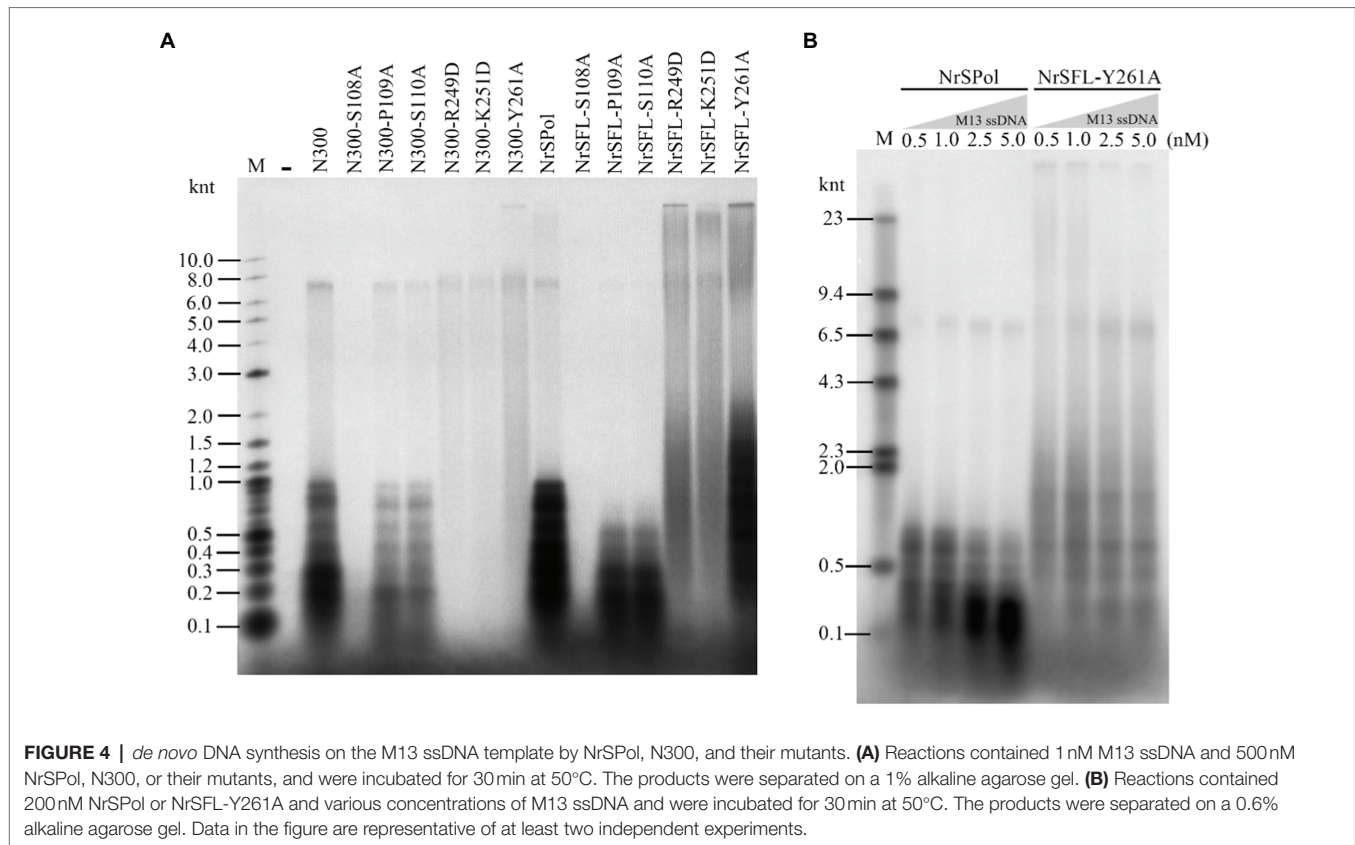 A
M
-
N300
N300-S108A
N300-P109A
N300-S110A
N300-R249D
N300-K251D
N300-Y261A
NrSPol
NrSFL-S108A
NrSFL-P109A
NrSFL-S110A
NrSFL-R249D
NrSFL-K251D
NrSFL-Y261A
knt
10.0
8.0
6.0
5.0
4.0
3.0
2.0
1.5
1.2
1.0
0.5
0.4
0.3
0.2
0.1
B
NrSPol NrSFL-Y261A
M13 ssDNA M13 ssDNA
M 0.5 1.0 2.5 5.0 0.5 1.0 2.5 5.0 (nM)
knt
23
9.4
6.5
4.3
2.3
2.0
0.5
0.1
FIGURE 4 | de novo DNA synthesis on the M13 ssDNA template by NrSPol, N300, and their mutants. (A) Reactions contained 1 nM M13 ssDNA and 500 nM
NrSPol, N300, or their mutants, and were incubated for 30 min at 50°C. The products were separated on a 1% alkaline agarose gel. (B) Reactions contained
200 nM NrSPol or NrSFL-Y261A and various concentrations of M13 ssDNA and were incubated for 30 min at 50°C. The products were separated on a 0.6%
alkaline agarose gel. Data in the figure are representative of at least two independent experiments.